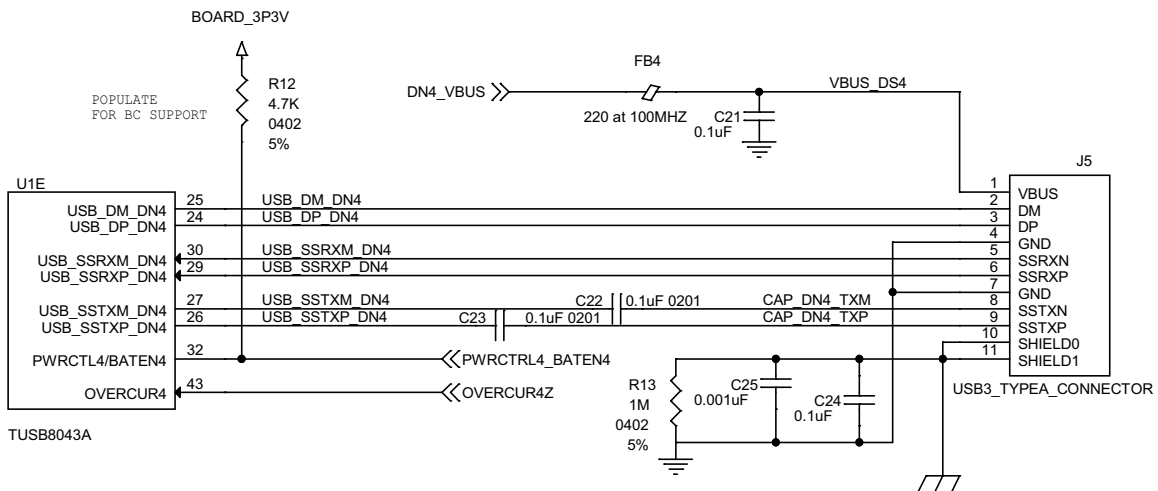 BOARD_3P3V
POPULATE
FOR BC SUPPORT
R12
4.7K
0402
5%
FB4
DN4_VBUS
220 at 100MHZ
VBUS_DS4
C21
0.1uF
J5
U1E
USB_DM_DN4 25 USB_DM_DN4 1 VBUS
USB_DP_DN4 24 USB_DP_DN4 2 DM
3 DP
4 GND
USB_SSRXM_DN4 30 USB_SSRXM_DN4 5 SSRXN
USB_SSRXP_DN4 29 USB_SSRXP_DN4 6 SSRXP
7 GND
USB_SSTXM_DN4 27 USB_SSTXM_DN4 C22 0.1uF 0201 CAP_DN4_TXM 8 SSTXN
USB_SSTXP_DN4 26 USB_SSTXP_DN4 C23 0.1uF 0201 CAP_DN4_TXP 9 SSTXP
10 SHIELD0
PWRCTL4/BATEN4 32 PWRCTRL4_BATEN4 11 SHIELD1
OVERCUR4 43 OVERCUR4Z
USB3_TYPEA_CONNECTOR
R13
1M
0402
5%
C25
0.001uF
C24
0.1uF
TUSB8043A